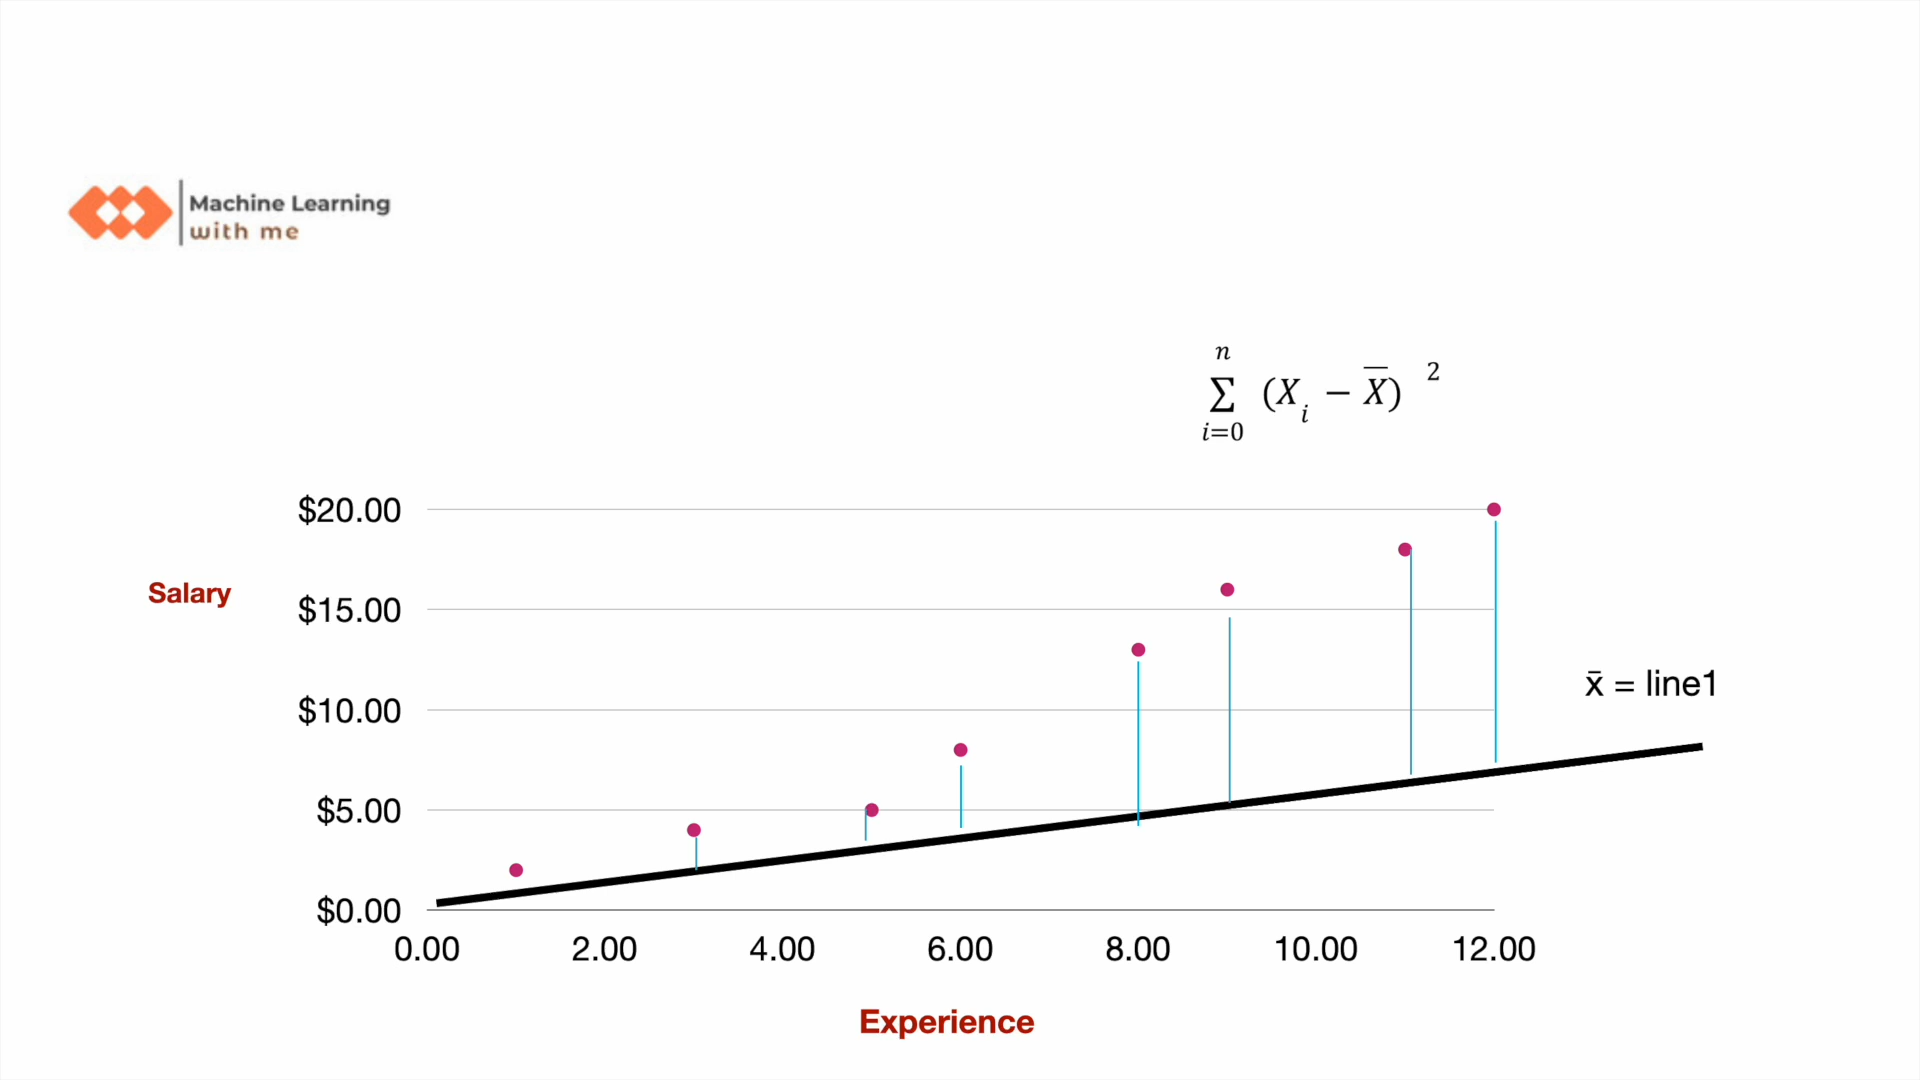 Machine Learning
with me
n
∑ (X_i − X̅) ²
i=0
$20.00
Salary
$15.00
x̄ = line1
$10.00
$5.00
$0.00
0.00 2.00 4.00 6.00 8.00 10.00 12.00
Experience